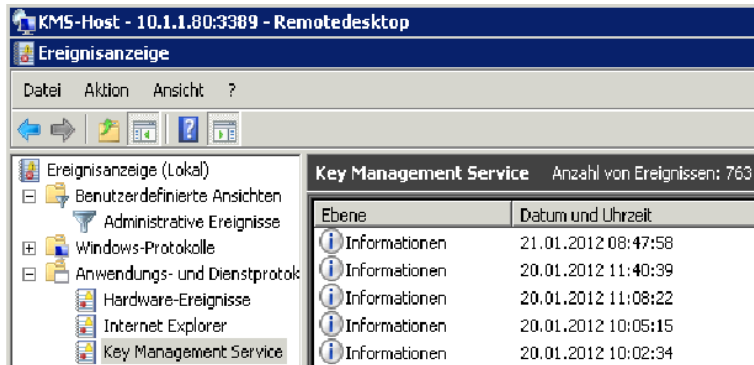 KMS-Host - 10.1.1.80:3389 - Remotedesktop
Ereignisanzeige
Datei Aktion Ansicht ?
Ereignisanzeige (Lokal)
Benutzerdefinierte Ansichten
Administrative Ereignisse
Windows-Protokolle
Anwendungs- und Dienstprotok
Hardware-Ereignisse
Internet Explorer
Key Management Service
Key Management Service Anzahl von Ereignissen: 763
Ebene Datum und Uhrzeit
Informationen 21.01.2012 08:47:58
Informationen 20.01.2012 11:40:39
Informationen 20.01.2012 11:08:22
Informationen 20.01.2012 10:05:15
Informationen 20.01.2012 10:02:34